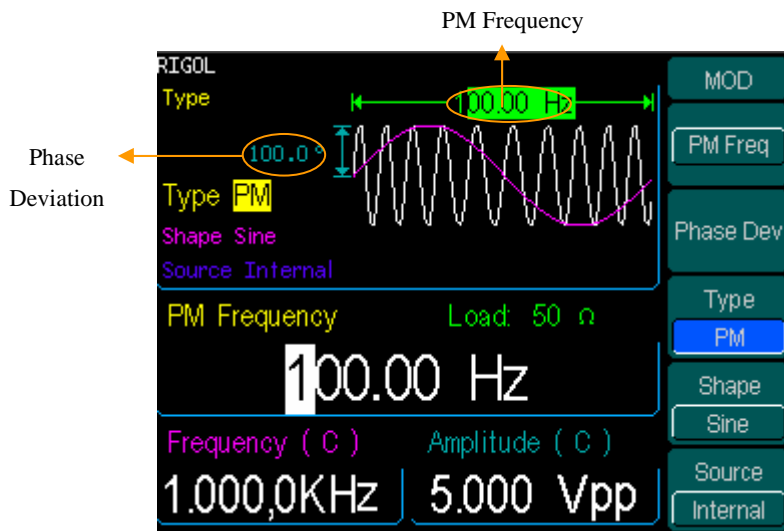 PM Frequency
RIGOL
Type
100.00 Hz
100.0°
Phase
Deviation
Type PM
Shape Sine
Source Internal
PM Frequency
Load: 50 Ω
100.00 Hz
Frequency ( C )
Amplitude ( C )
1.000,0KHz
5.000 Vpp
MOD
PM Freq
Phase Dev
Type
PM
Shape
Sine
Source
Internal